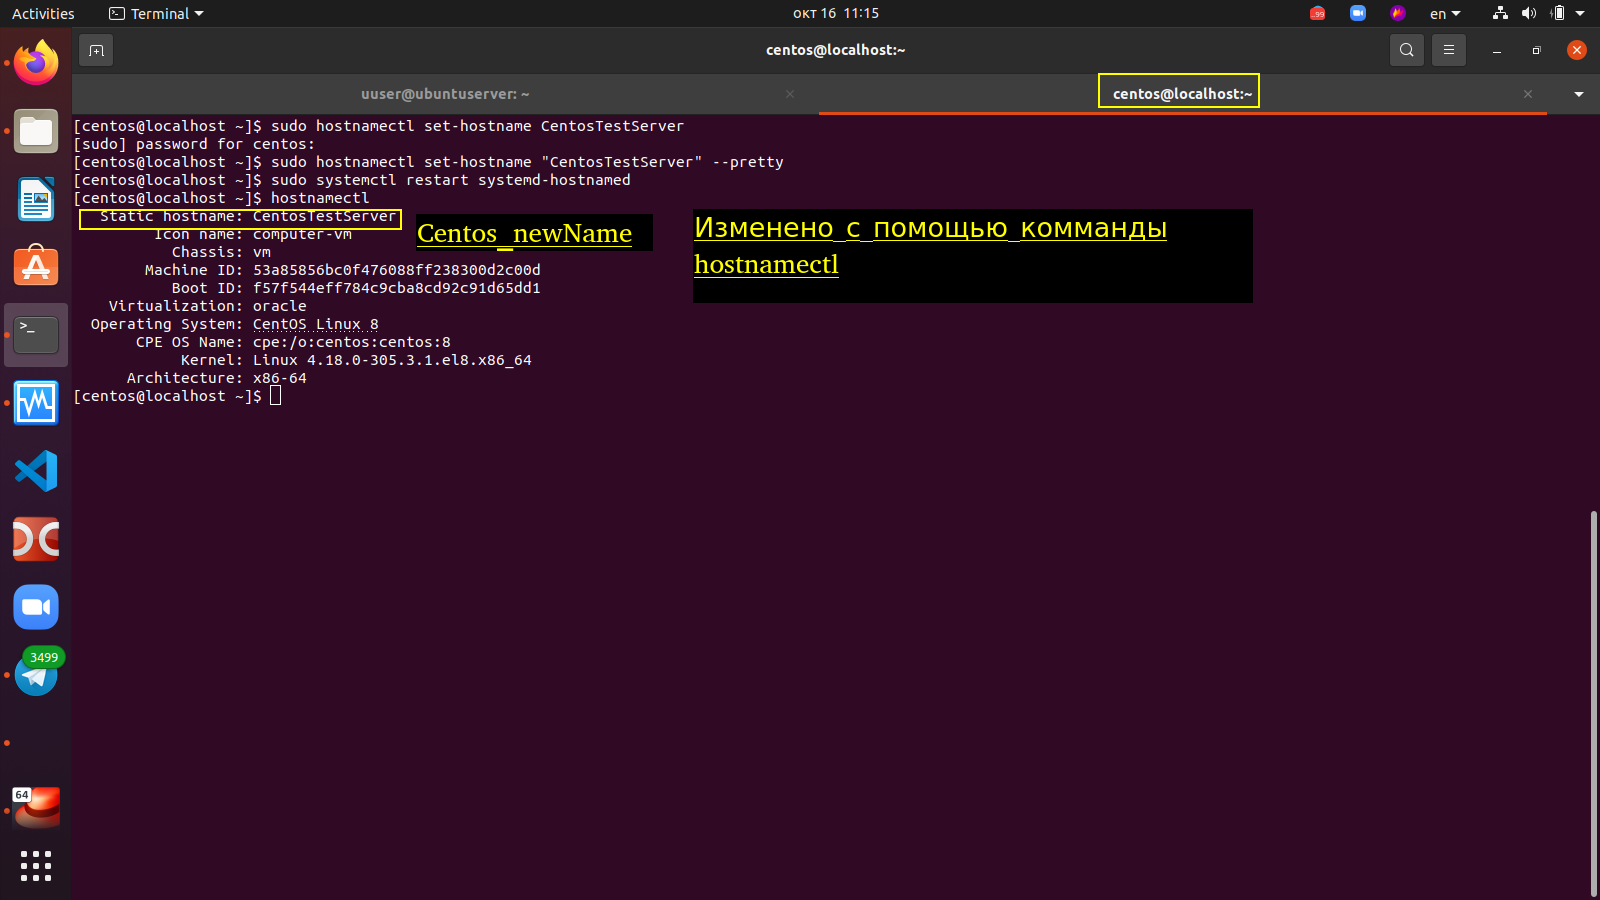 Activities
Terminal
окт 16 11:15
en
centos@localhost:~
uuser@ubuntuserver: ~
centos@localhost:~
[centos@localhost ~]$ sudo hostnamectl set-hostname CentosTestServer
[sudo] password for centos:
[centos@localhost ~]$ sudo hostnamectl set-hostname "CentosTestServer" --pretty
[centos@localhost ~]$ sudo systemctl restart systemd-hostnamed
[centos@localhost ~]$ hostnamectl
Static hostname: CentosTestServer
Icon name: computer-vm
Chassis: vm
Machine ID: 53a85856bc0f476088ff238300d2c00d
Boot ID: f57f544eff784c9cba8cd92c91d65dd1
Virtualization: oracle
Operating System: CentOS Linux 8
CPE OS Name: cpe:/o:centos:centos:8
Kernel: Linux 4.18.0-305.3.1.el8.x86_64
Architecture: x86-64
[centos@localhost ~]$
Centos_newName
Изменено_с_помощью_комманды
hostnamectl
3499
64